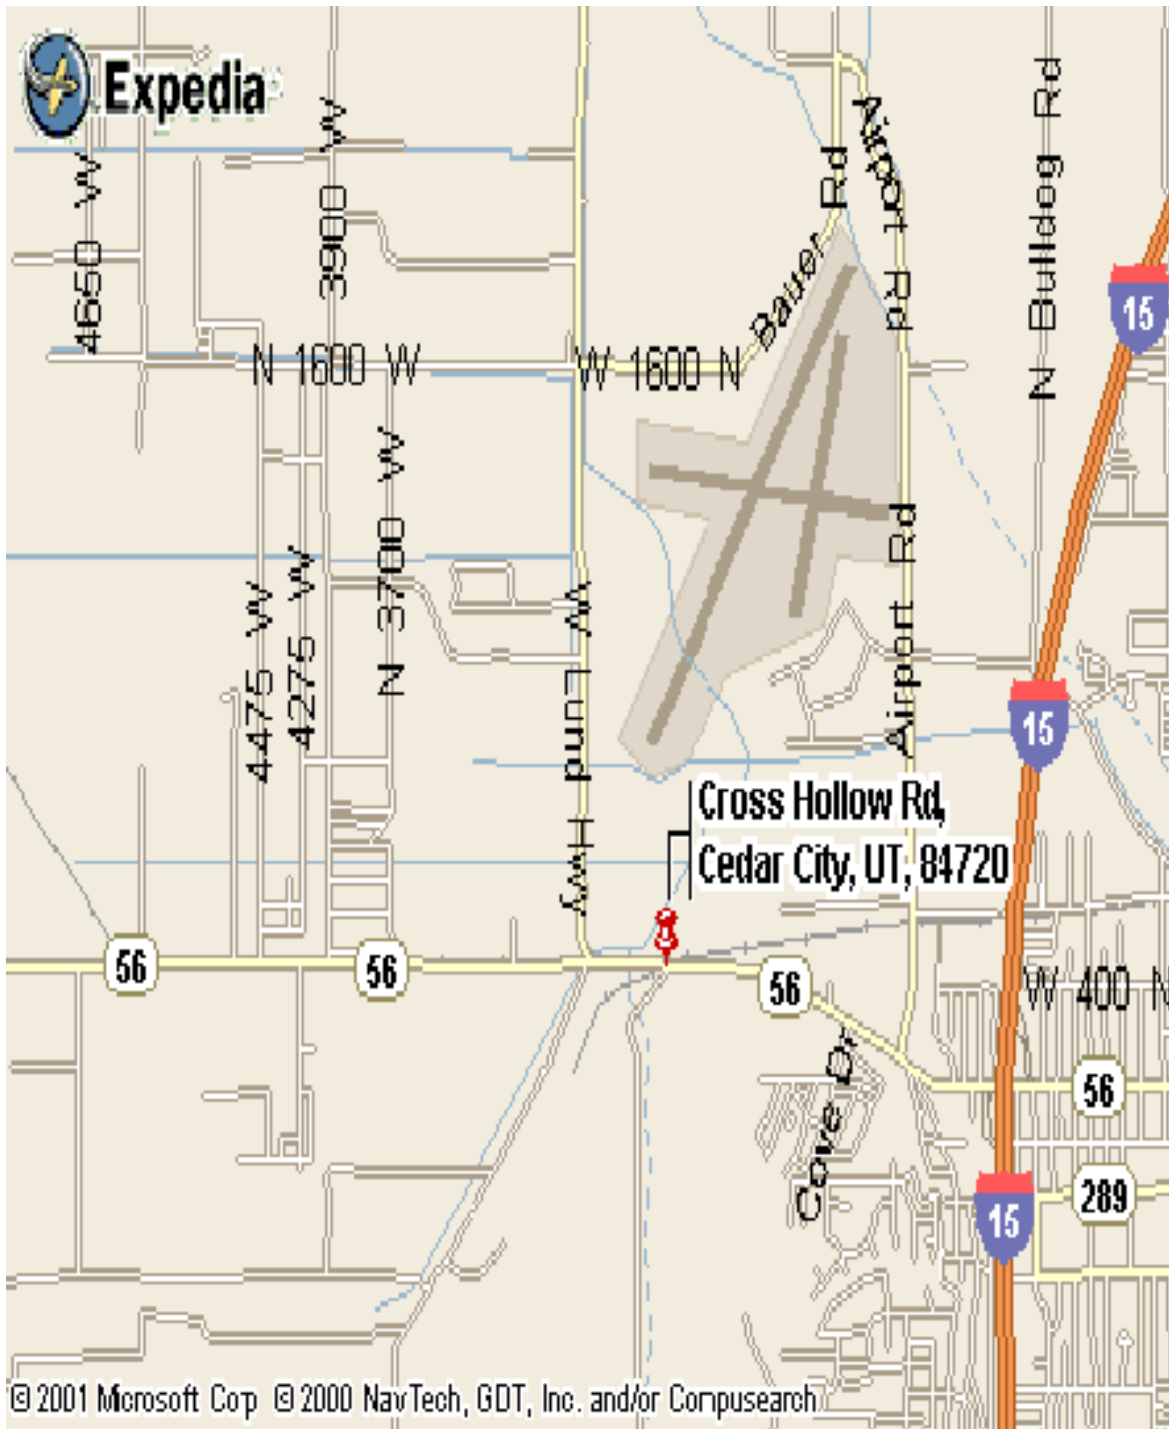 Expedia
4650 W
3900 W
Bauer Rd
Airport Rd
N Bulldog Rd
15
N 1600 W
W 1600 N
4475 W
4275 W
N 3700 W
W Lund Hwy
Airport Rd
15
Cross Hollow Rd,
Cedar City, UT, 84720
56
56
56
W 400 N
Cove Dr
56
289
15
© 2001 Microsoft Corp © 2000 NavTech, GDT, Inc. and/or Compusearch